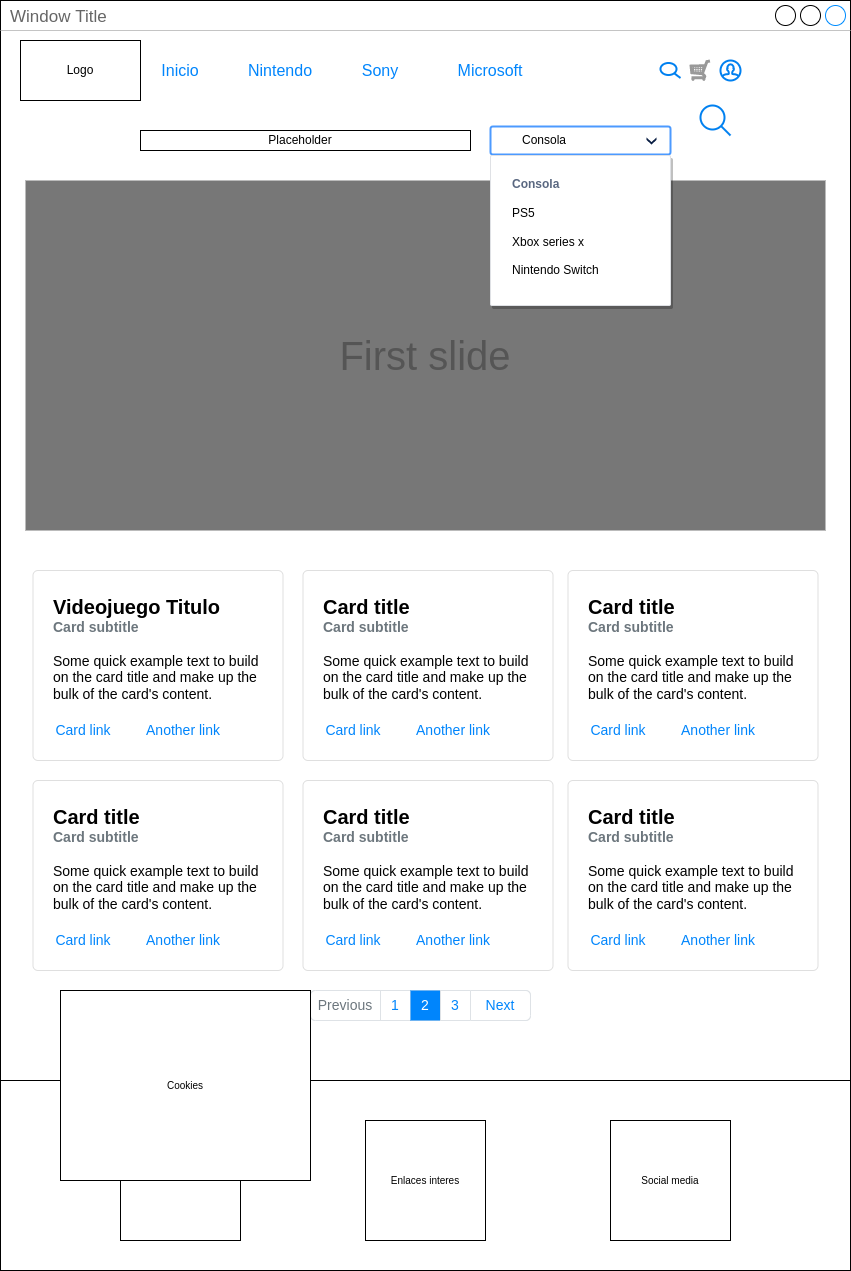 Window Title
Logo
Inicio Nintendo Sony Microsoft
Placeholder
Consola
Consola
PS5
Xbox series x
Nintendo Switch
First slide
Videojuego Titulo
Card subtitle
Some quick example text to build
on the card title and make up the
bulk of the card's content.
Card link Another link
Card title
Card subtitle
Some quick example text to build
on the card title and make up the
bulk of the card's content.
Card link Another link
Card title
Card subtitle
Some quick example text to build
on the card title and make up the
bulk of the card's content.
Card link Another link
Card title
Card subtitle
Some quick example text to build
on the card title and make up the
bulk of the card's content.
Card link Another link
Card title
Card subtitle
Some quick example text to build
on the card title and make up the
bulk of the card's content.
Card link Another link
Card title
Card subtitle
Some quick example text to build
on the card title and make up the
bulk of the card's content.
Card link Another link
Previous 1 2 3 Next
Cookies
Enlaces interes
Social media